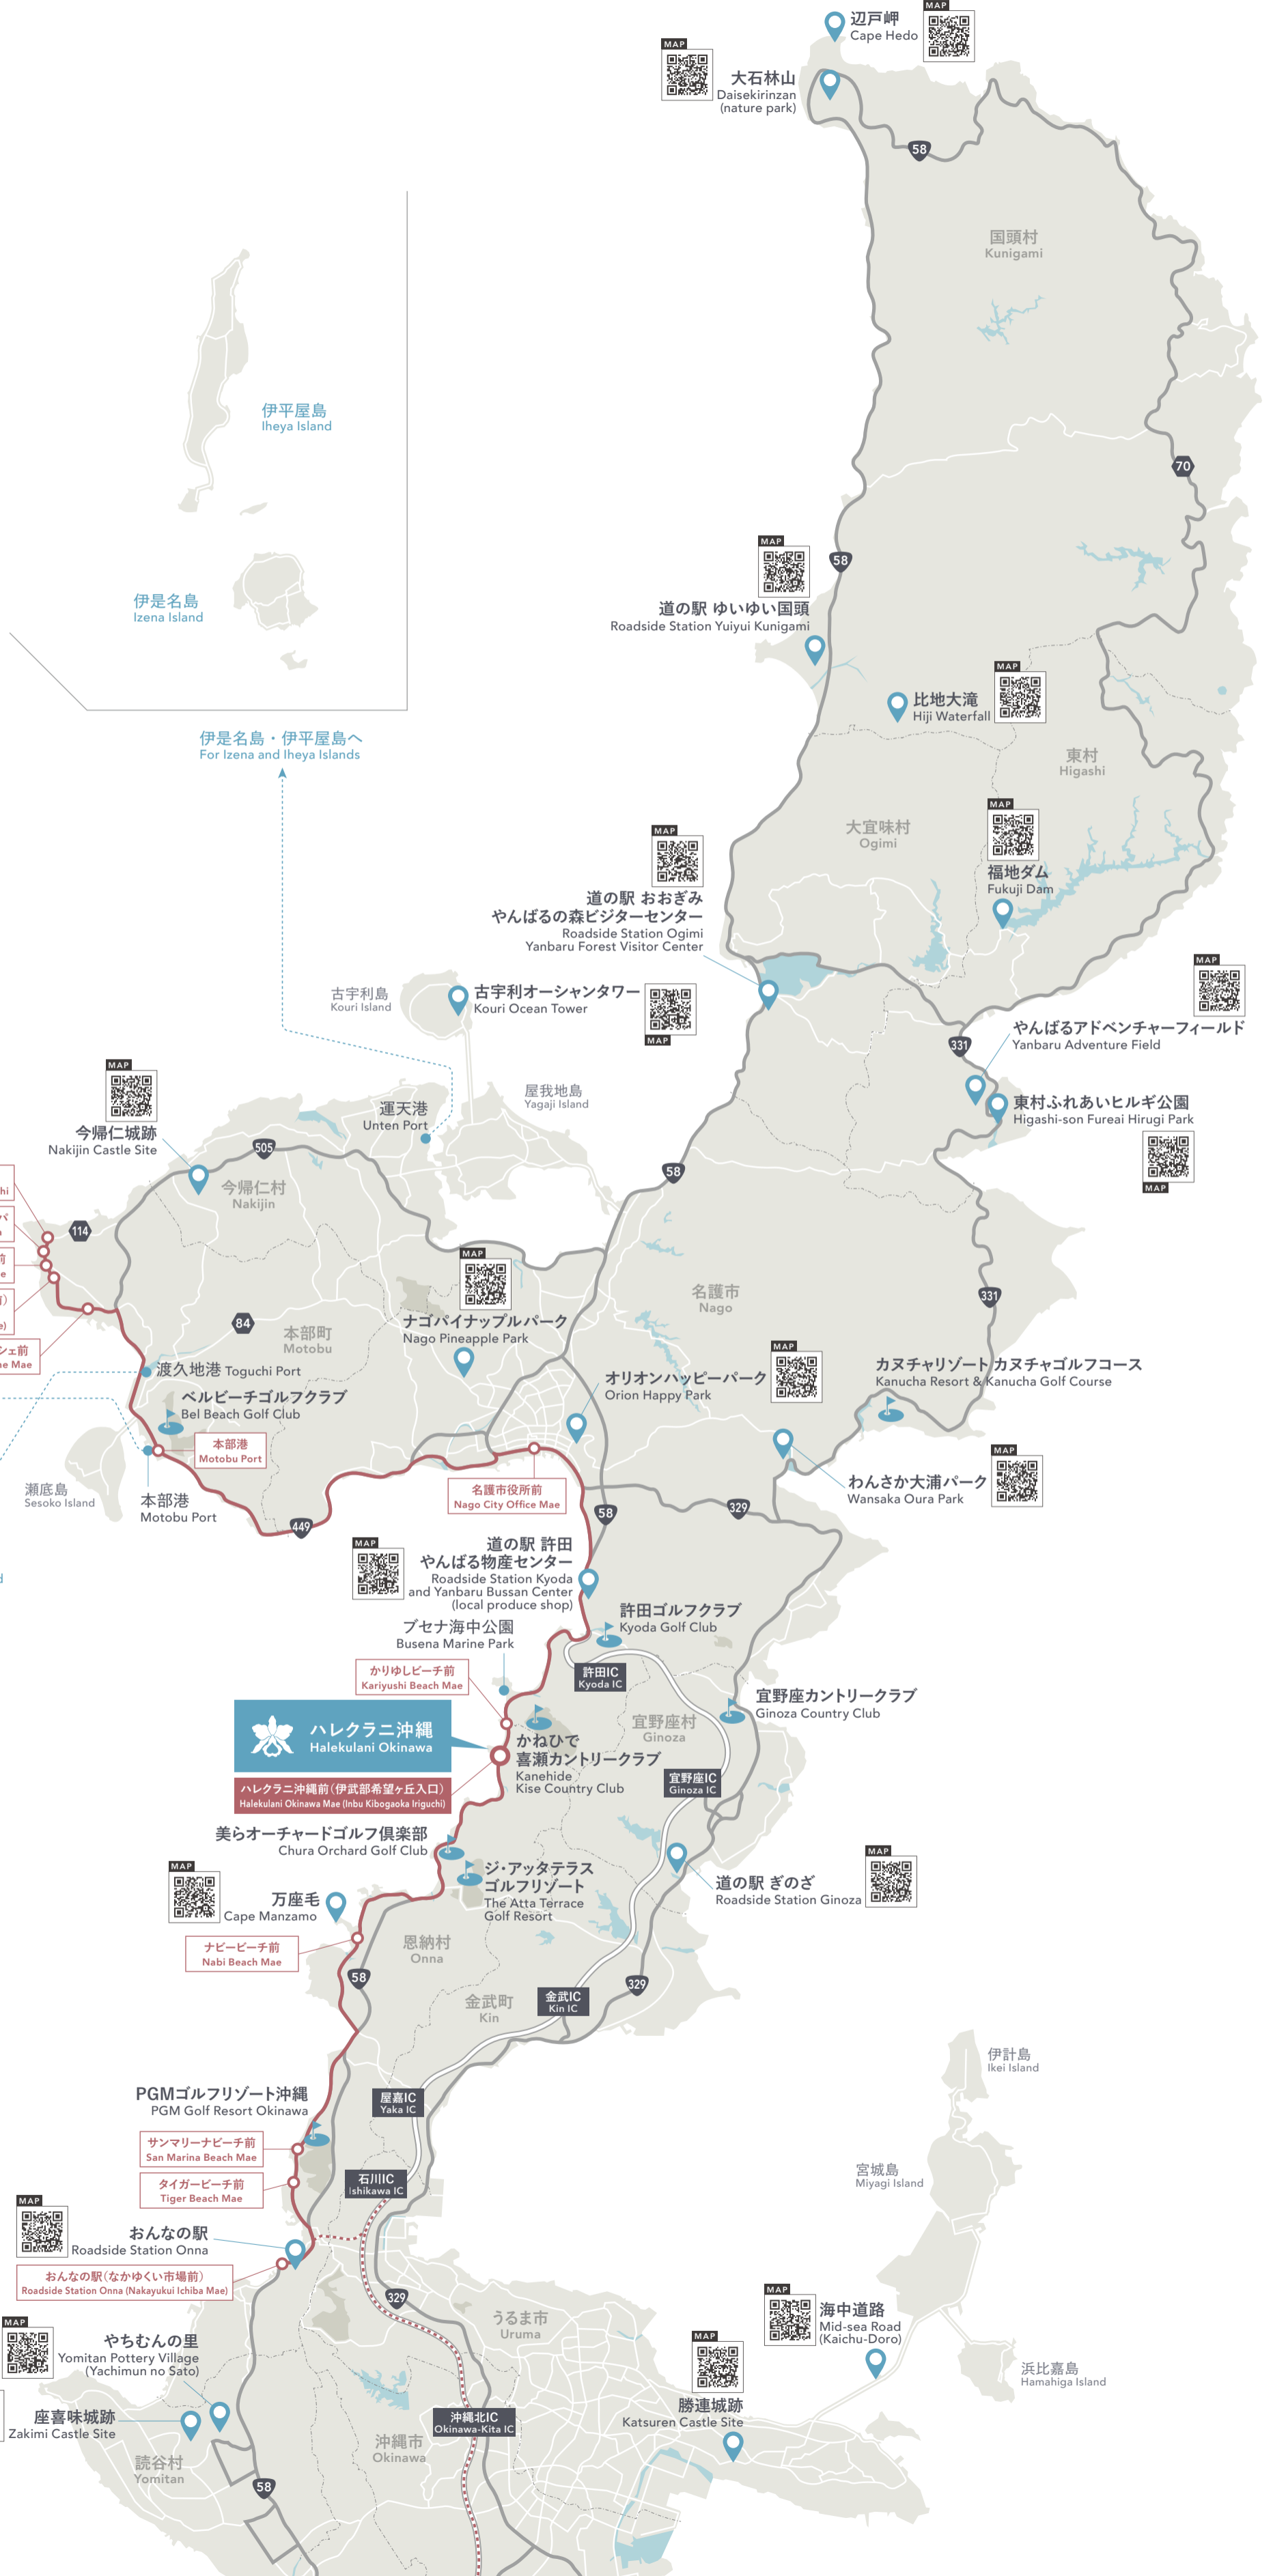 MAP
辺戸岬
Cape Hedo
MAP
大石林山
Daisekirinzan
(nature park)
58
国頭村
Kunigami
伊平屋島
Iheya Island
70
58
MAP
道の駅 ゆいゆい国頭
Roadside Station Yuiyui Kunigami
伊是名島
Izena Island
MAP
比地大滝
Hiji Waterfall
伊是名島・伊平屋島へ
For Izena and Iheya Islands
東村
Higashi
大宜味村
Ogimi
MAP
福地ダム
Fukuji Dam
MAP
道の駅 おおぎみ
やんばるの森ビジターセンター
Roadside Station Ogimi
Yanbaru Forest Visitor Center
MAP
古宇利島
Kouri Island
古宇利オーシャンタワー
Kouri Ocean Tower
MAP
やんばるアドベンチャーフィールド
Yanbaru Adventure Field
331
屋我地島
Yagaji Island
東村ふれあいヒルギ公園
Higashi-son Fureai Hirugi Park
MAP
MAP
今帰仁城跡
Nakijin Castle Site
運天港
Unten Port
505
58
今帰仁村
Nakijin
hi
パ
114
前
e
)
e)
シェ前
ne Mae
MAP
ナゴパイナップルパーク
Nago Pineapple Park
名護市
Nago
331
84
本部町
Motobu
渡久地港 Toguchi Port
ベルビーチゴルフクラブ
Bel Beach Golf Club
MAP
オリオンハッピーパーク
Orion Happy Park
カヌチャリゾート カヌチャゴルフコース
Kanucha Resort & Kanucha Golf Course
本部港
Motobu Port
MAP
わんさか大浦パーク
Wansaka Oura Park
瀬底島
Sesoko Island
本部港
Motobu Port
名護市役所前
Nago City Office Mae
58
329
449
MAP
道の駅 許田
やんばる物産センター
Roadside Station Kyoda
and Yanbaru Bussan Center
(local produce shop)
d
許田ゴルフクラブ
Kyoda Golf Club
ブセナ海中公園
Busena Marine Park
かりゆしビーチ前
Kariyushi Beach Mae
許田IC
Kyoda IC
宜野座カントリークラブ
Ginoza Country Club
宜野座村
Ginoza
ハレクラニ沖縄
Halekulani Okinawa
かねひで
喜瀬カントリークラブ
Kanehide
Kise Country Club
宜野座IC
Ginoza IC
ハレクラニ沖縄前(伊武部希望ヶ丘入口)
Halekulani Okinawa Mae (Inbu Kibogaoka Iriguchi)
美らオーチャードゴルフ倶楽部
Chura Orchard Golf Club
ジ・アッタテラス
ゴルフリゾート
The Atta Terrace
Golf Resort
MAP
道の駅 ぎのざ
Roadside Station Ginoza
MAP
万座毛
Cape Manzamo
ナビービーチ前
Nabi Beach Mae
恩納村
Onna
58
329
金武町
Kin
金武IC
Kin IC
伊計島
Ikei Island
PGMゴルフリゾート沖縄
PGM Golf Resort Okinawa
屋嘉IC
Yaka IC
サンマリーナビーチ前
San Marina Beach Mae
宮城島
Miyagi Island
タイガービーチ前
Tiger Beach Mae
石川IC
Ishikawa IC
MAP
おんなの駅
Roadside Station Onna
おんなの駅(なかゆくい市場前)
Roadside Station Onna (Nakayukui Ichiba Mae)
329
うるま市
Uruma
MAP
海中道路
Mid-sea Road
(Kaichu-Doro)
MAP
やちむんの里
Yomitan Pottery Village
(Yachimun no Sato)
浜比嘉島
Hamahiga Island
MAP
勝連城跡
Katsuren Castle Site
座喜味城跡
Zakimi Castle Site
沖縄北IC
Okinawa-Kita IC
沖縄市
Okinawa
読谷村
Yomitan
58